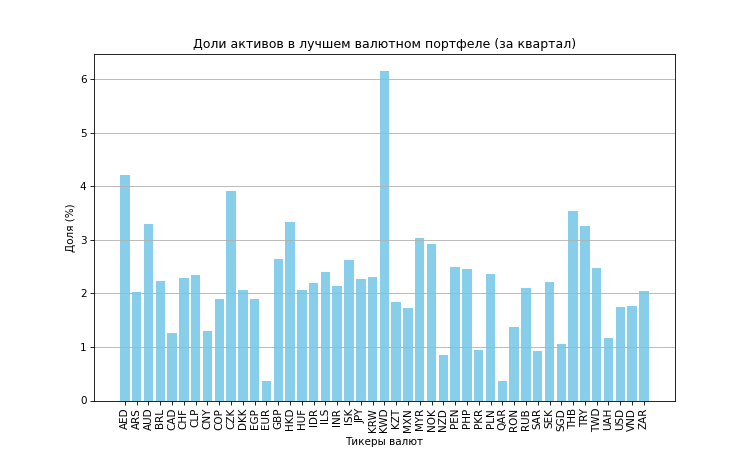 Доли активов в лучшем валютном портфеле (за квартал)
6
5
4
3
2
1
0
Доля (%)
AED ARS AUD BRL CAD CHF CLP CNY COP CZK DKK EGP EUR GBP HKD HUF IDR ILS INR ISK JPY KRW KWD KZT MXN MYR NOK NZD PEN PHP PKR PLN QAR RON RUB SAR SEK SGD THB TRY TWD UAH USD VND ZAR
Тикеры валют